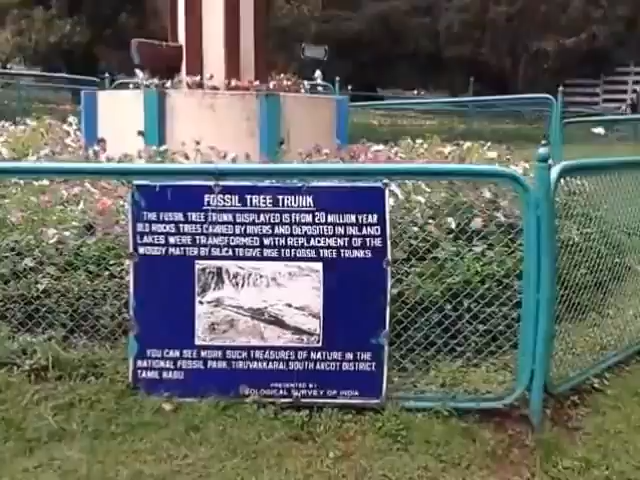 FOSSIL TREE TRUNK
THE FOSSIL TREE TRUNK DISPLAYED IS FROM 20 MILLION YEAR
OLD ROCKS. TREES CARRIED BY RIVERS AND DEPOSITED IN INLAND
LAKES WERE TRANSFORMED WITH REPLACEMENT OF THE
WOODY MATTER BY SILICA TO GIVE RISE TO FOSSIL TREE TRUNKS.
YOU CAN SEE MORE SUCH TREASURES OF NATURE IN THE
NATIONAL FOSSIL PARK, TIRUVAKKARAI, SOUTH ARCOT DISTRICT,
TAMIL NADU
PRESENTED BY
GEOLOGICAL SURVEY OF INDIA